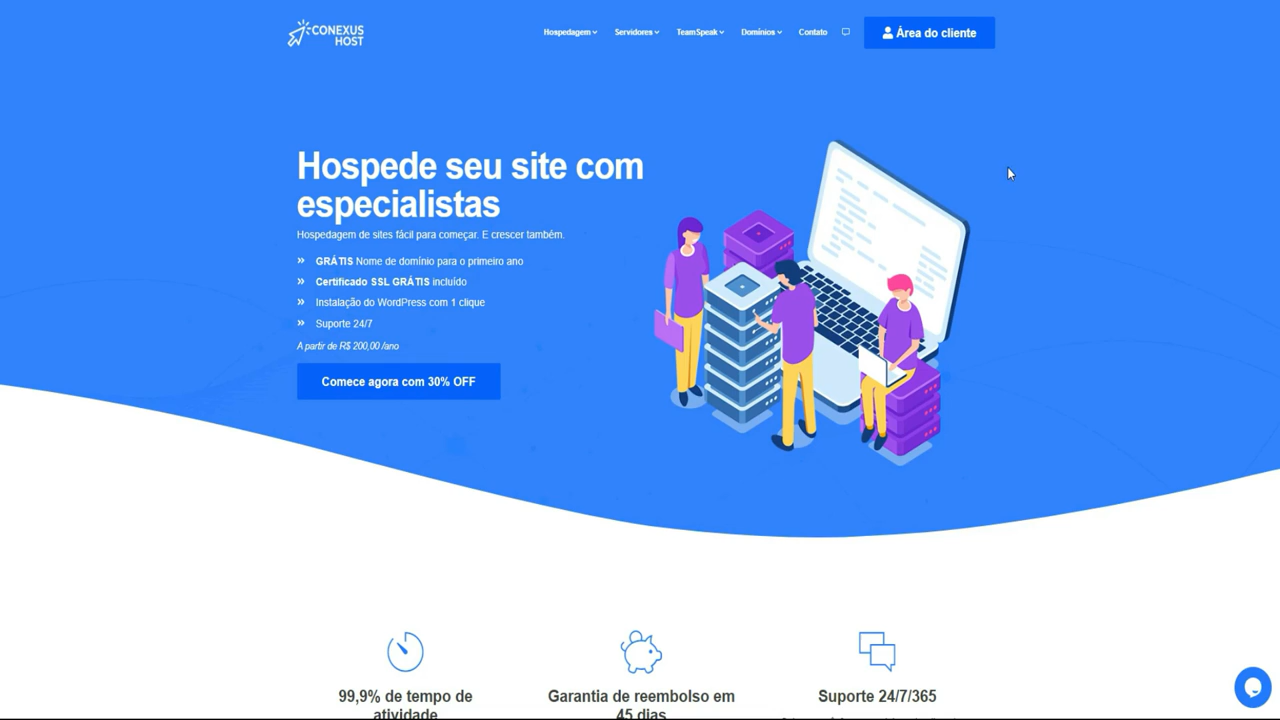 CONEXUS
HOST
Hospedagem
Servidores
TeamSpeak
Domínios
Contato
Área do cliente
Hospede seu site com
especialistas
Hospedagem de sites fácil para começar. E crescer também.
GRÁTIS Nome de domínio para o primeiro ano
Certificado SSL GRÁTIS incluído
Instalação do WordPress com 1 clique
Suporte 24/7
A partir de R$ 200,00 /ano
Comece agora com 30% OFF
99,9% de tempo de
atividade
Garantia de reembolso em
45 dias
Suporte 24/7/365